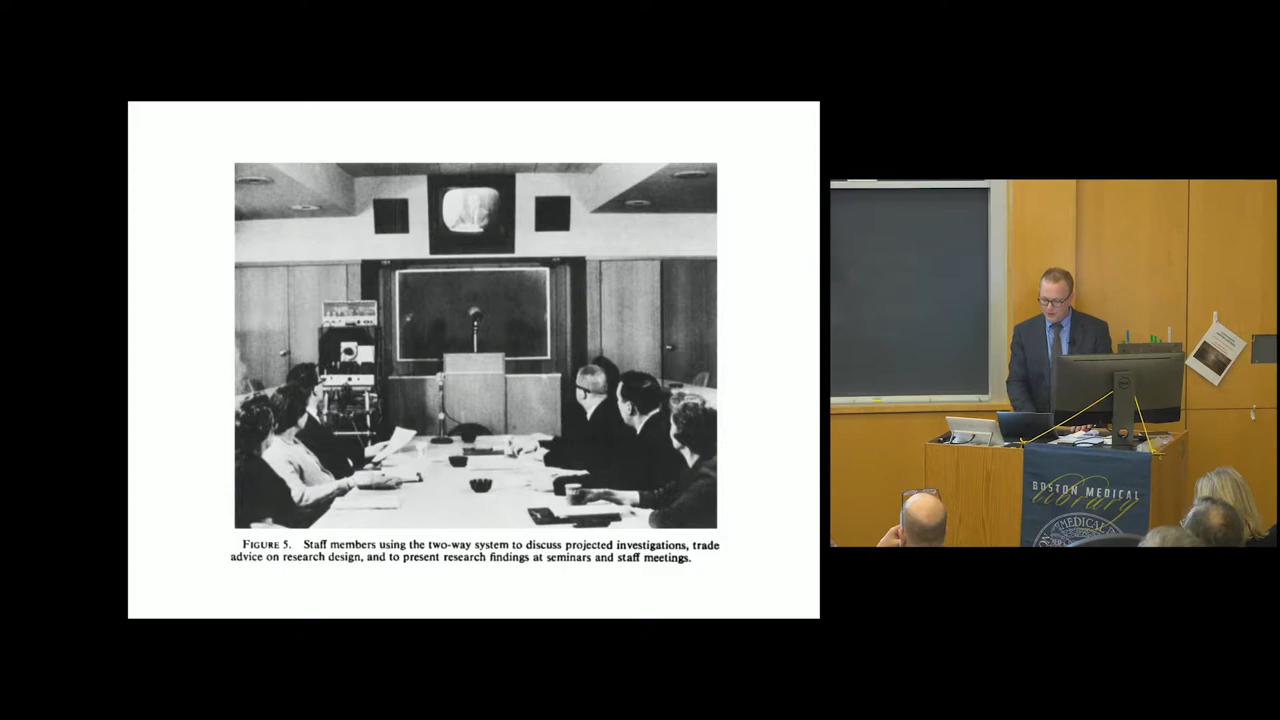 FIGURE 5. Staff members using the two-way system to discuss projected investigations, trade
advice on research design, and to present research findings at seminars and staff meetings.
BOSTON MEDICAL
library
MEDICAL